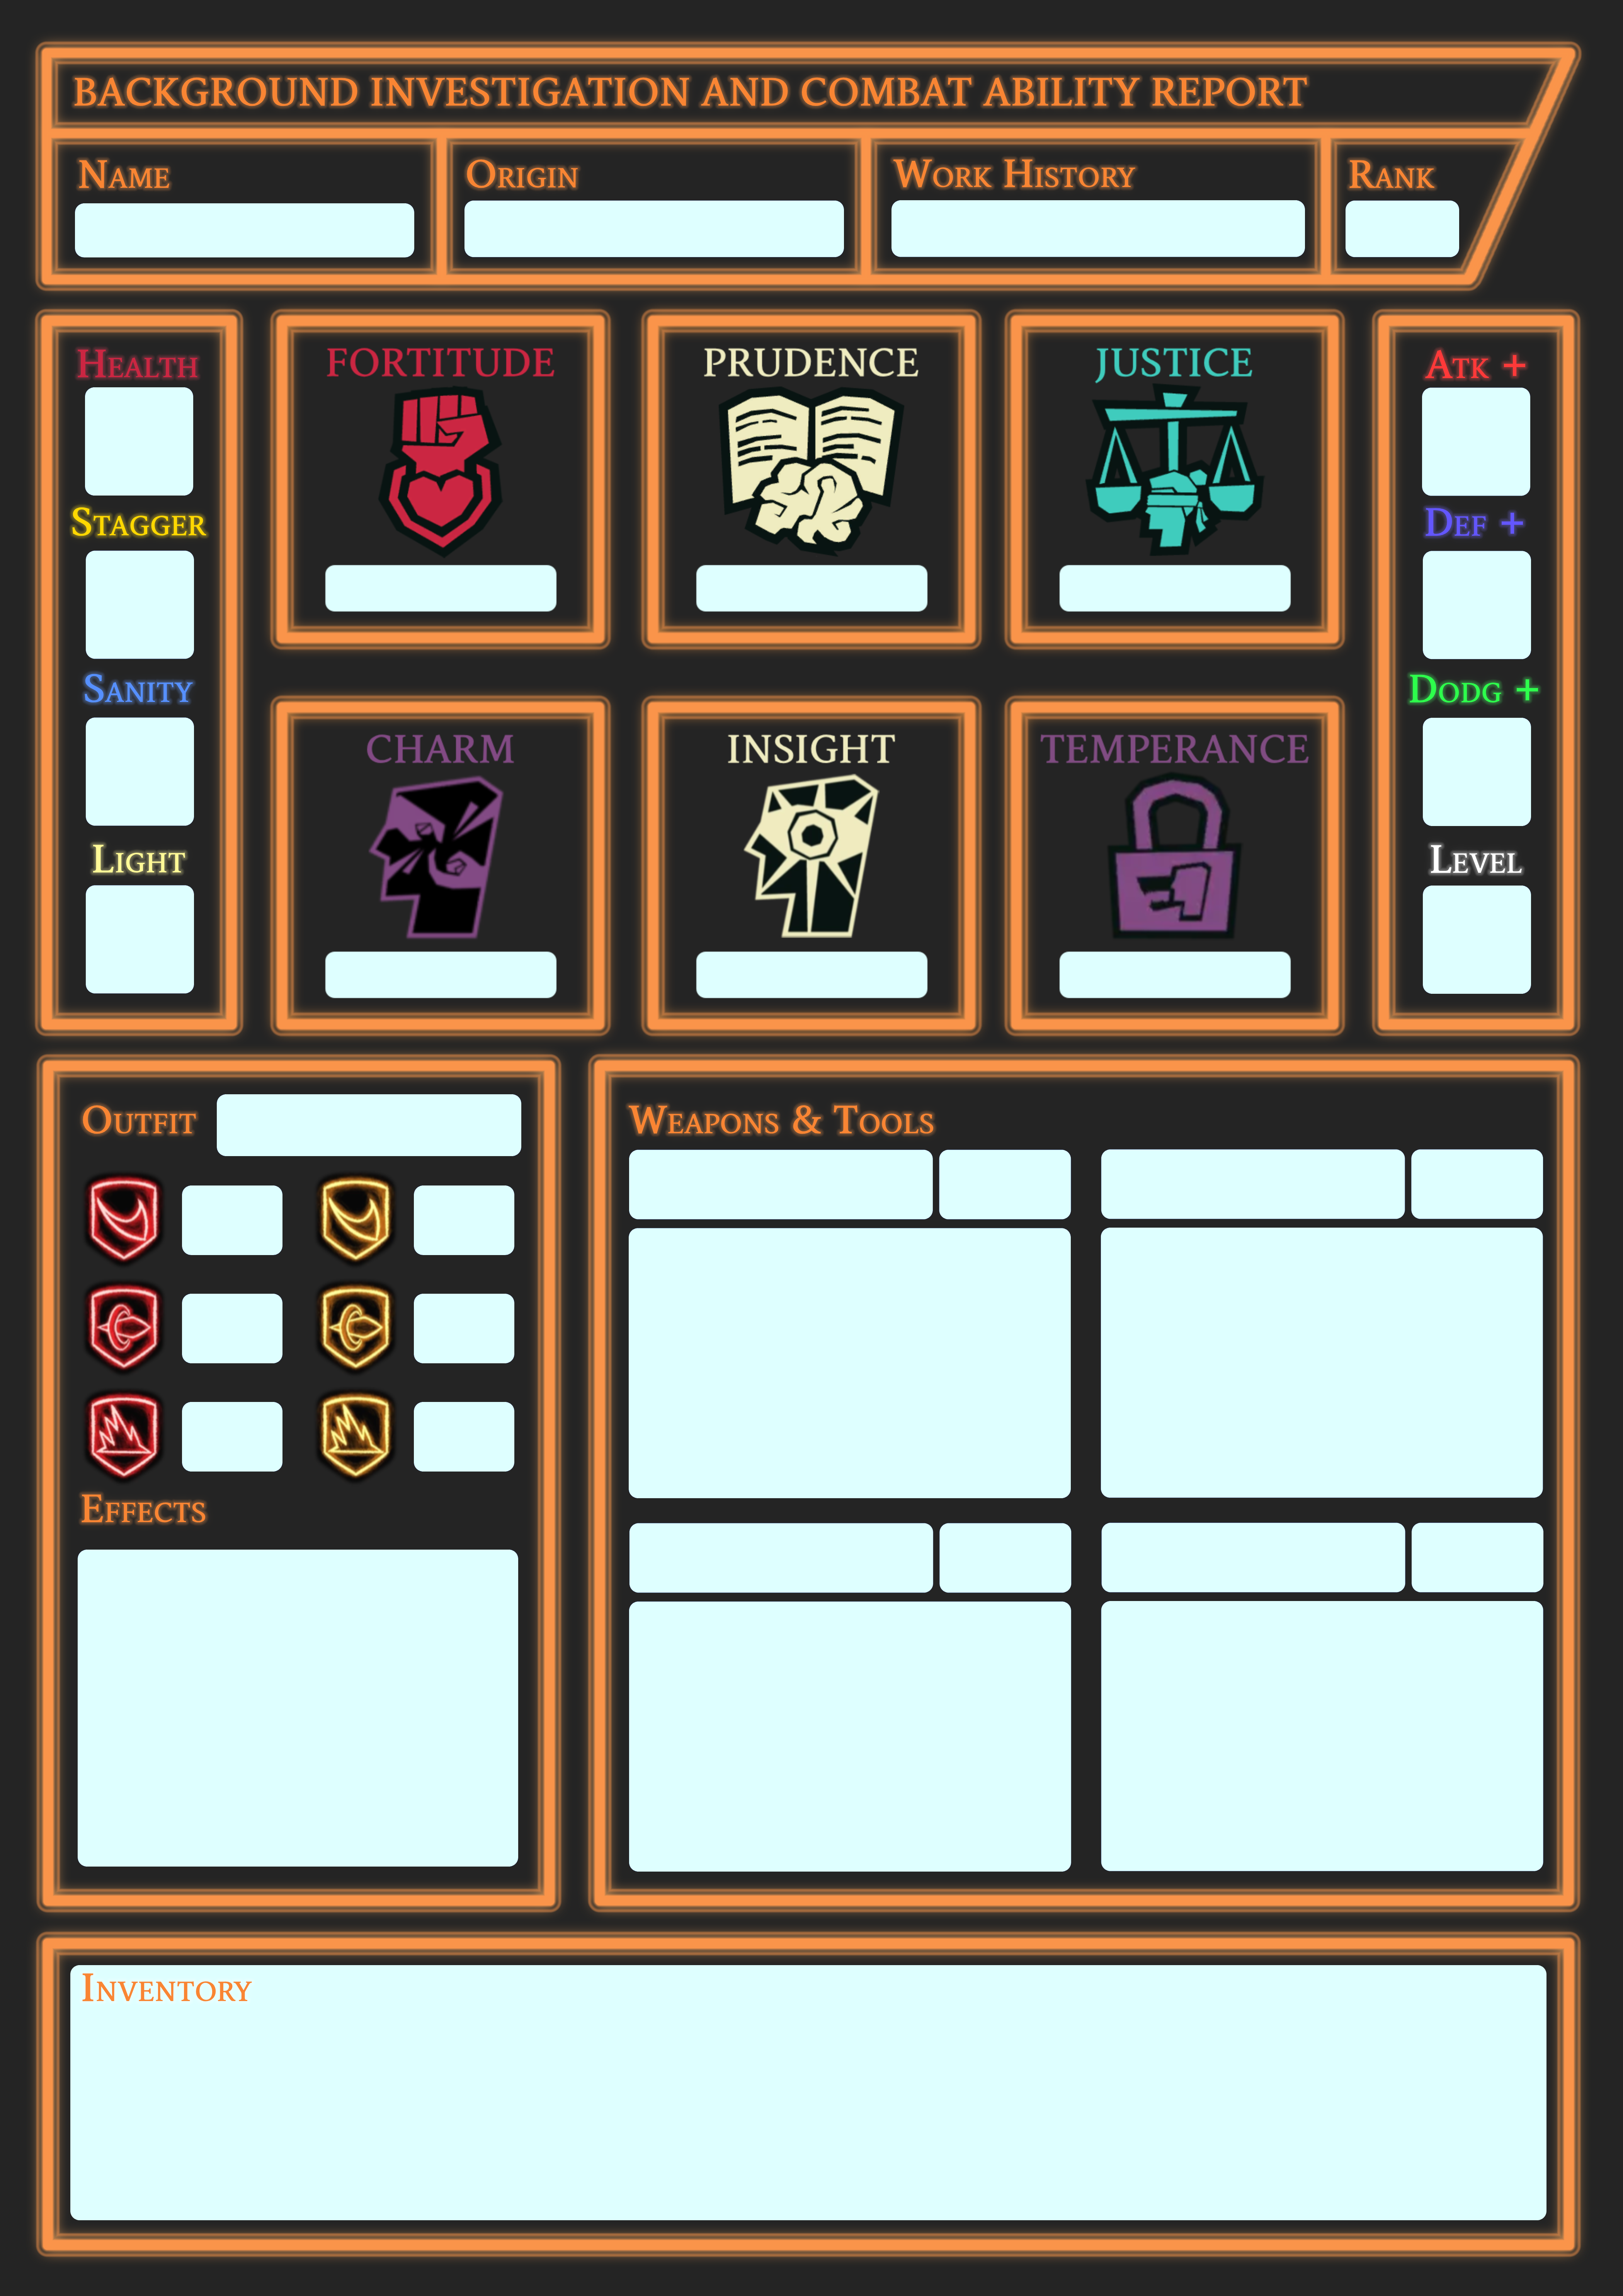 BACKGROUND INVESTIGATION AND COMBAT ABILITY REPORT
Name
Origin
Work History
Rank
Health
Stagger
Sanity
Light
FORTITUDE
PRUDENCE
JUSTICE
CHARM
INSIGHT
TEMPERANCE
Atk +
Def +
Dodg +
Level
Outfit
Effects
Weapons & Tools
Inventory